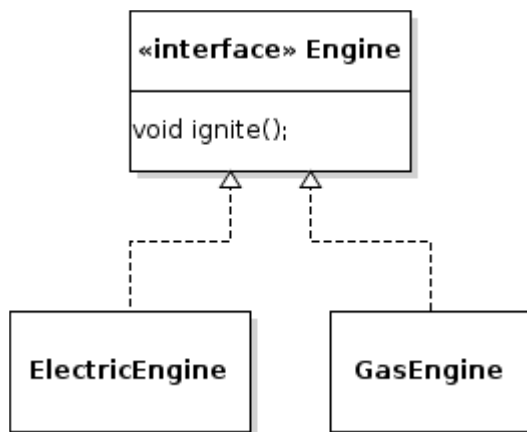 «interface» Engine
void ignite();
ElectricEngine
GasEngine